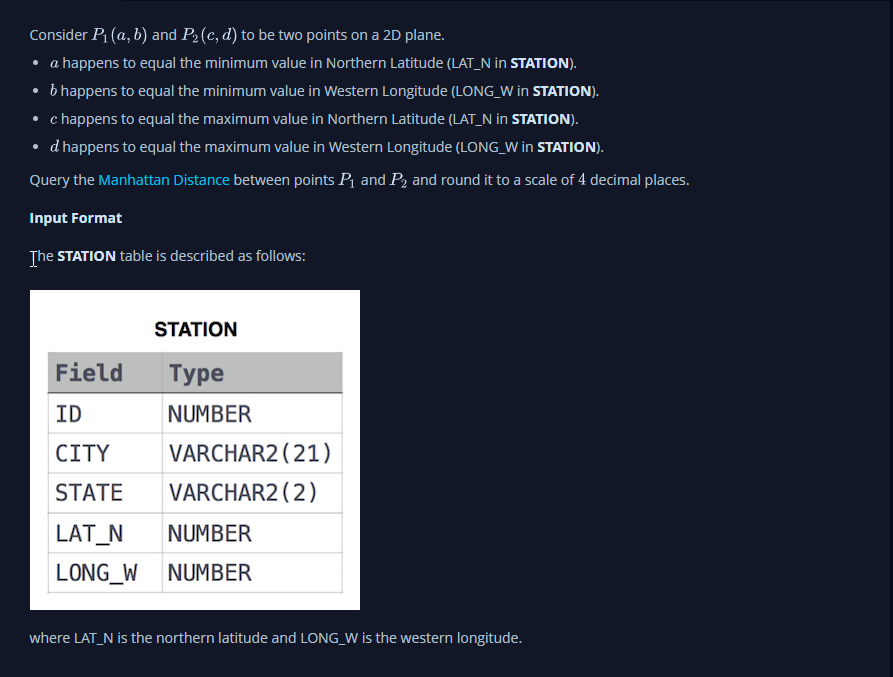 Consider P₁(a, b) and P₂(c, d) to be two points on a 2D plane.
• a happens to equal the minimum value in Northern Latitude (LAT_N in STATION).
• b happens to equal the minimum value in Western Longitude (LONG_W in STATION).
• c happens to equal the maximum value in Northern Latitude (LAT_N in STATION).
• d happens to equal the maximum value in Western Longitude (LONG_W in STATION).
Query the Manhattan Distance between points P₁ and P₂ and round it to a scale of 4 decimal places.
Input Format
The STATION table is described as follows:
STATION
Field Type
ID NUMBER
CITY VARCHAR2(21)
STATE VARCHAR2(2)
LAT_N NUMBER
LONG_W NUMBER
where LAT_N is the northern latitude and LONG_W is the western longitude.